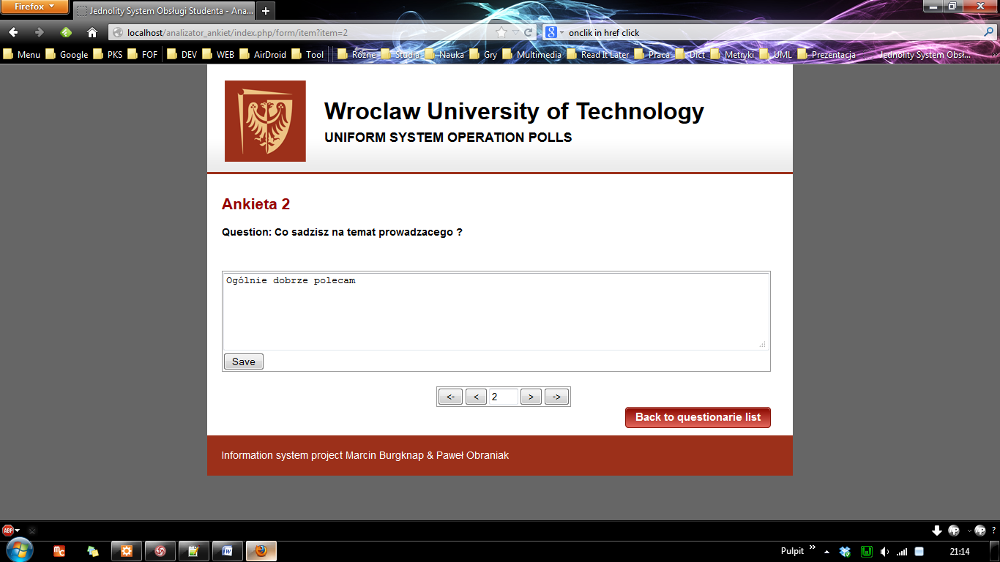 Firefox
Jednolity System Obsługi Studenta - Ana...
localhost/analizator_ankiet/index.php/form/item?item=2
onclik in href click
Menu Google PKS FOF DEV WEB AirDroid Tool Różne Studia Nauka Gry Multimedia Read It Later Praca Dict Metryki UML Prezentacja Jednolity System Obsł... »
Wroclaw University of Technology
UNIFORM SYSTEM OPERATION POLLS
Ankieta 2
Question: Co sadzisz na temat prowadzacego ?
Ogólnie dobrze polecam
Save
<- < 2 > ->
Back to questionarie list
Information system project Marcin Burgknap & Paweł Obraniak
ABP ?
Pulpit » 21:14